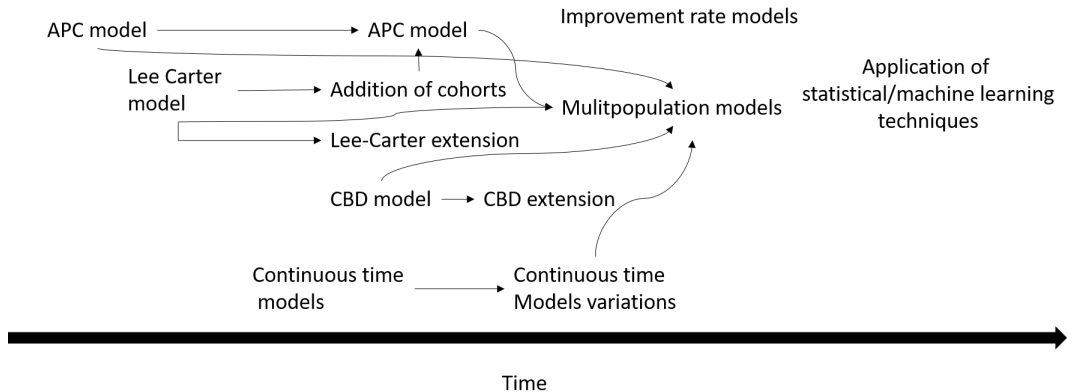 Improvement rate models
APC model
APC model
Application of
statistical/machine learning
techniques
Lee Carter
model
Addition of cohorts
Mulitpopulation models
Lee-Carter extension
CBD model
CBD extension
Continuous time
models
Continuous time
Models variations
Time